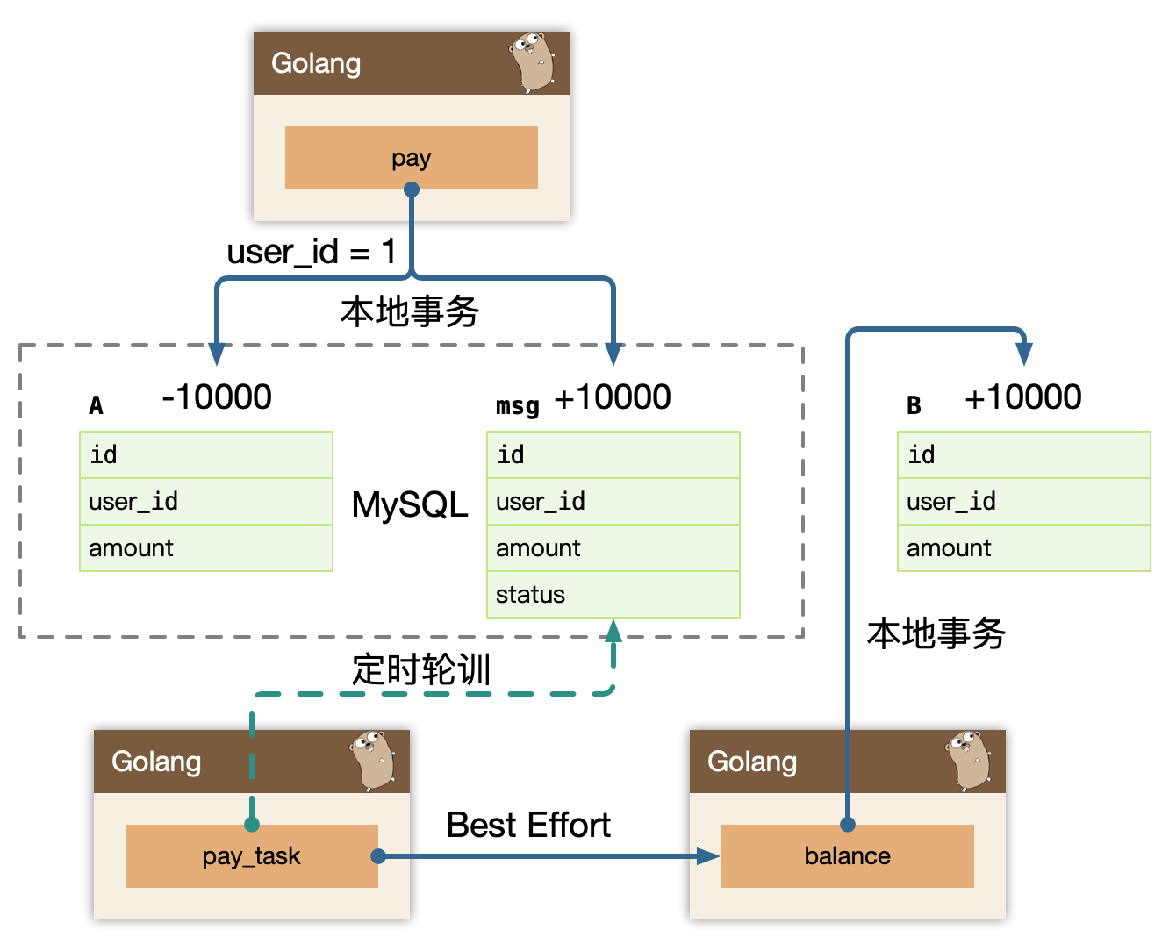 Golang
pay
user_id = 1
本地事务
A -10000
msg +10000
B +10000
id
user_id
amount
MySQL
id
user_id
amount
status
id
user_id
amount
本地事务
定时轮训
Golang
pay_task
Best Effort
Golang
balance